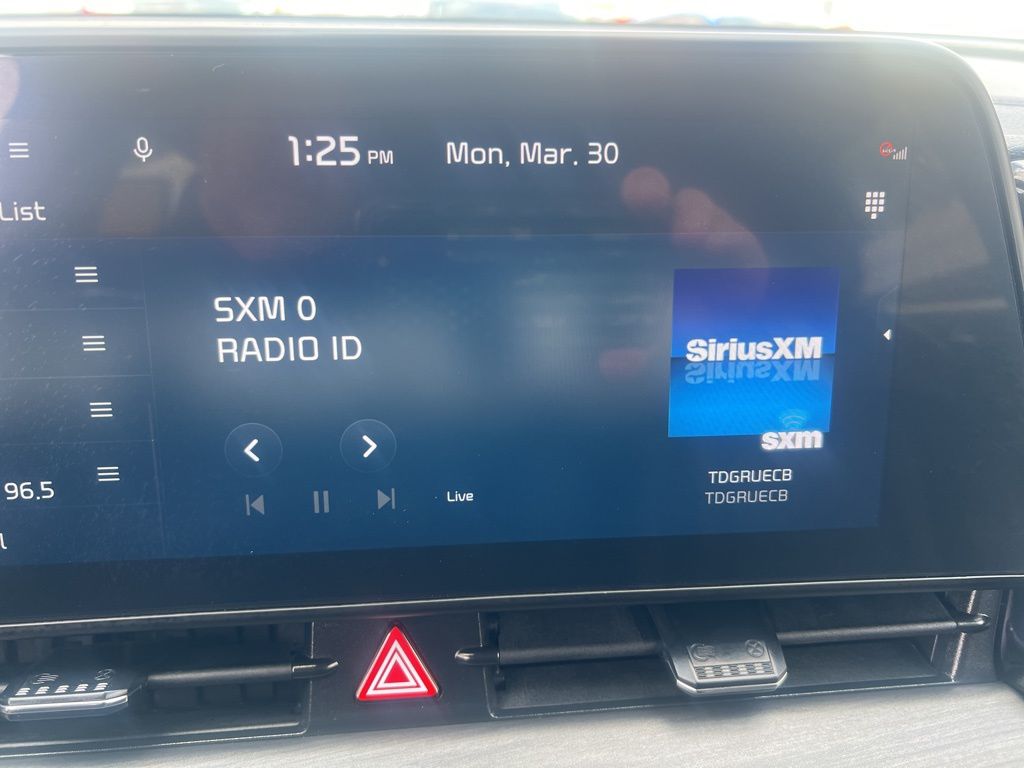 1:25 PM Mon, Mar. 30
List
SXM 0
RADIO ID
SiriusXM
sxm
96.5
Live
TDGRUECB
TDGRUECB